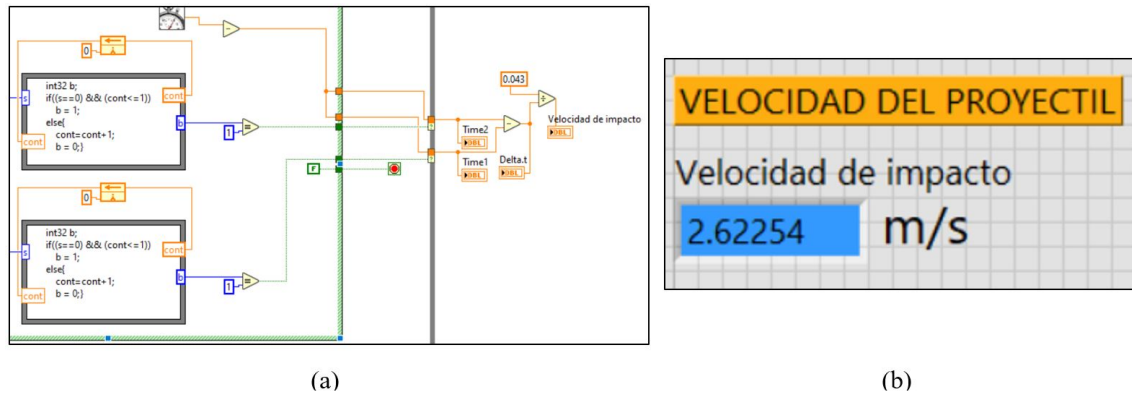 0
int32 b;
if((s==0) && (cont<=1))
b = 1;
else{
cont=cont+1;
b = 0;}
s
cont
cont
b
1
0
int32 b;
if((s==0) && (cont<=1))
b = 1;
else{
cont=cont+1;
b = 0;}
s
cont
cont
b
1
F
?
?
0.043
Velocidad de impacto
DBL
Time2
DBL
Time1
DBL
Delta.t
DBL
VELOCIDAD DEL PROYECTIL
Velocidad de impacto
2.62254 m/s
(a)
(b)